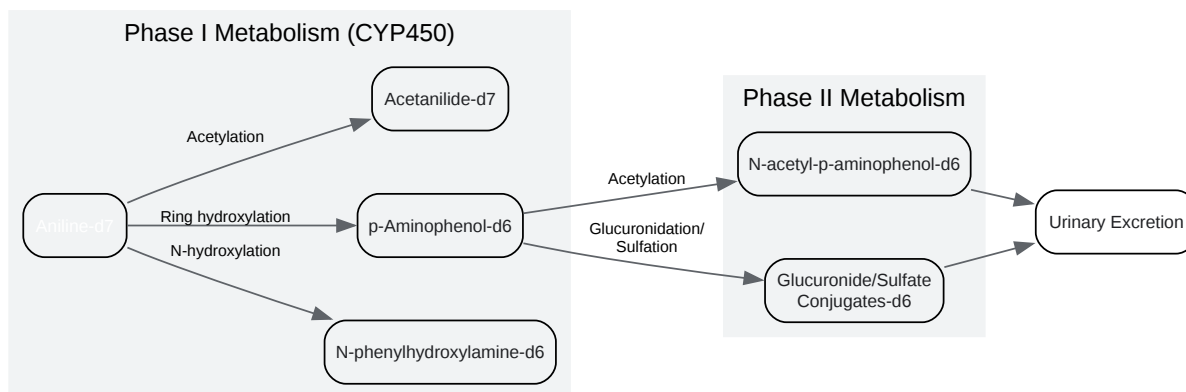 Phase I Metabolism (CYP450)
Acetanilide-d7
Acetylation
Aniline-d7
Ring hydroxylation
p-Aminophenol-d6
N-hydroxylation
N-phenylhydroxylamine-d6
Phase II Metabolism
Acetylation
N-acetyl-p-aminophenol-d6
Glucuronidation/
Sulfation
Glucuronide/Sulfate
Conjugates-d6
Urinary Excretion